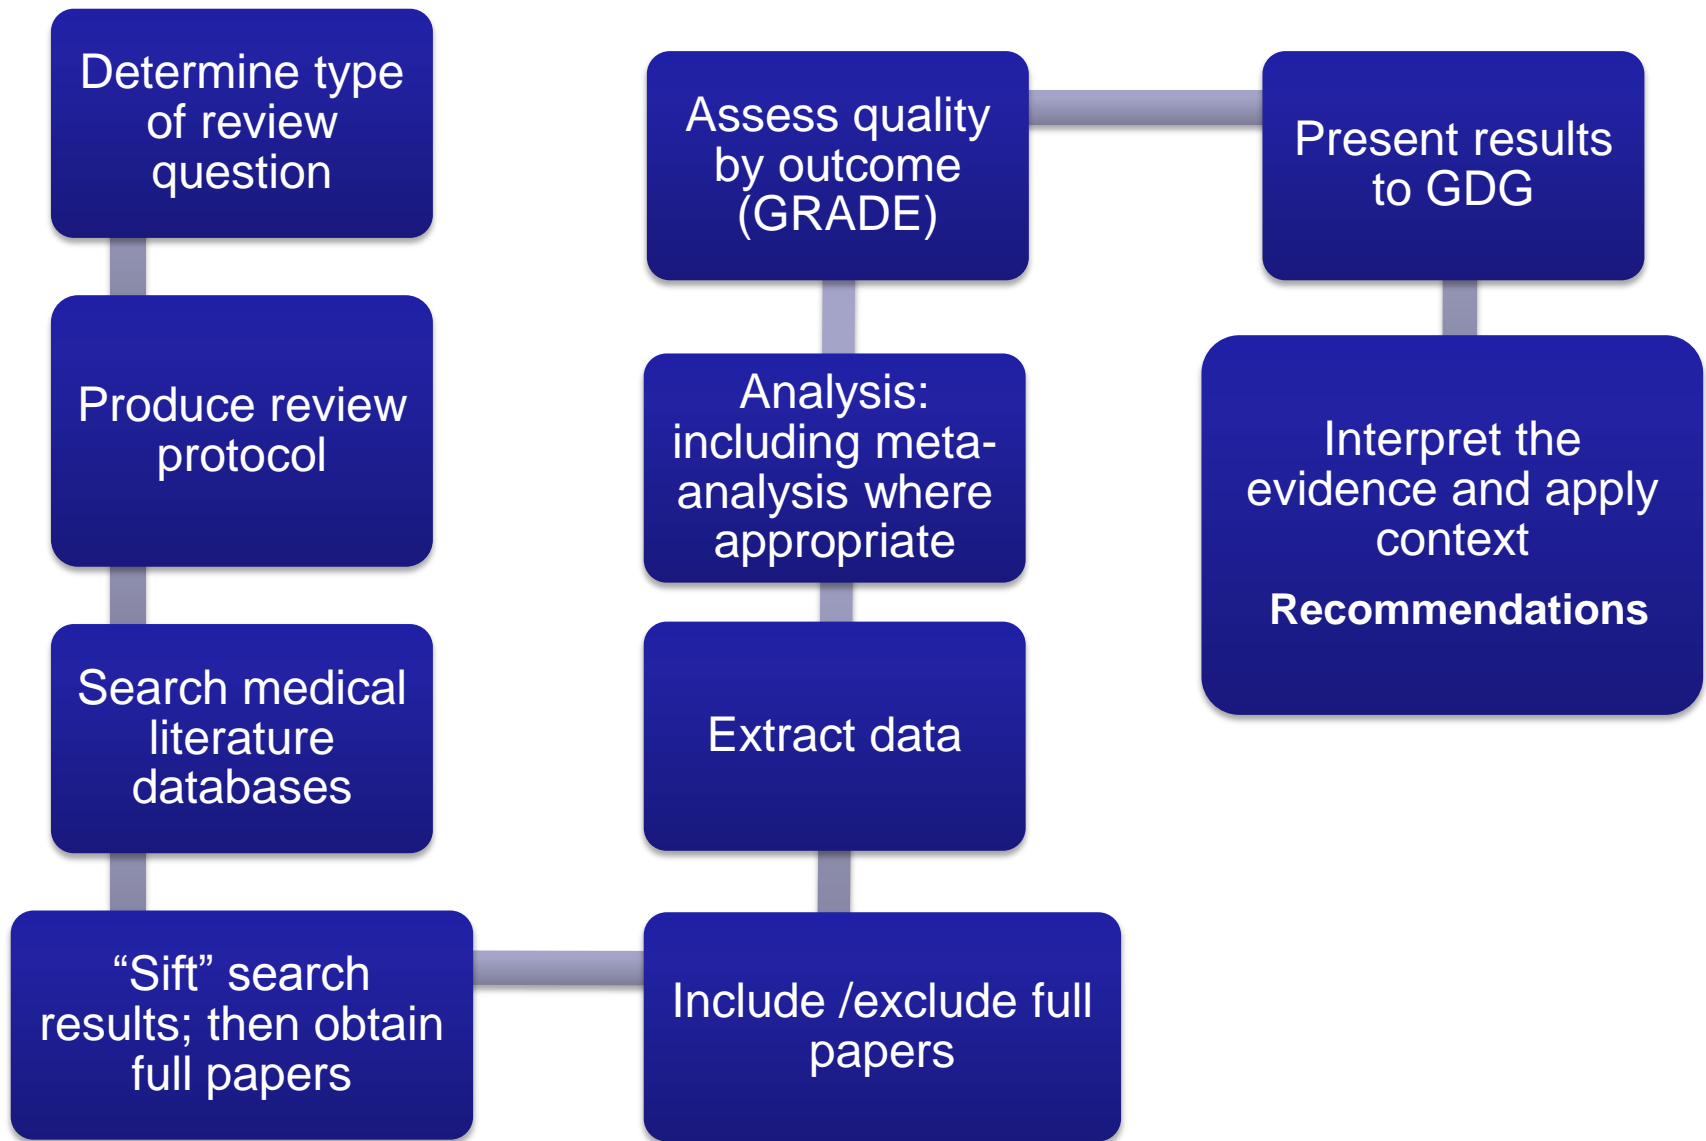 Determine type
of review
question
Produce review
protocol
Search medical
literature
databases
“Sift” search
results; then obtain
full papers
Include /exclude full
papers
Extract data
Analysis:
including meta-
analysis where
appropriate
Assess quality
by outcome
(GRADE)
Present results
to GDG
Interpret the
evidence and apply
context
Recommendations